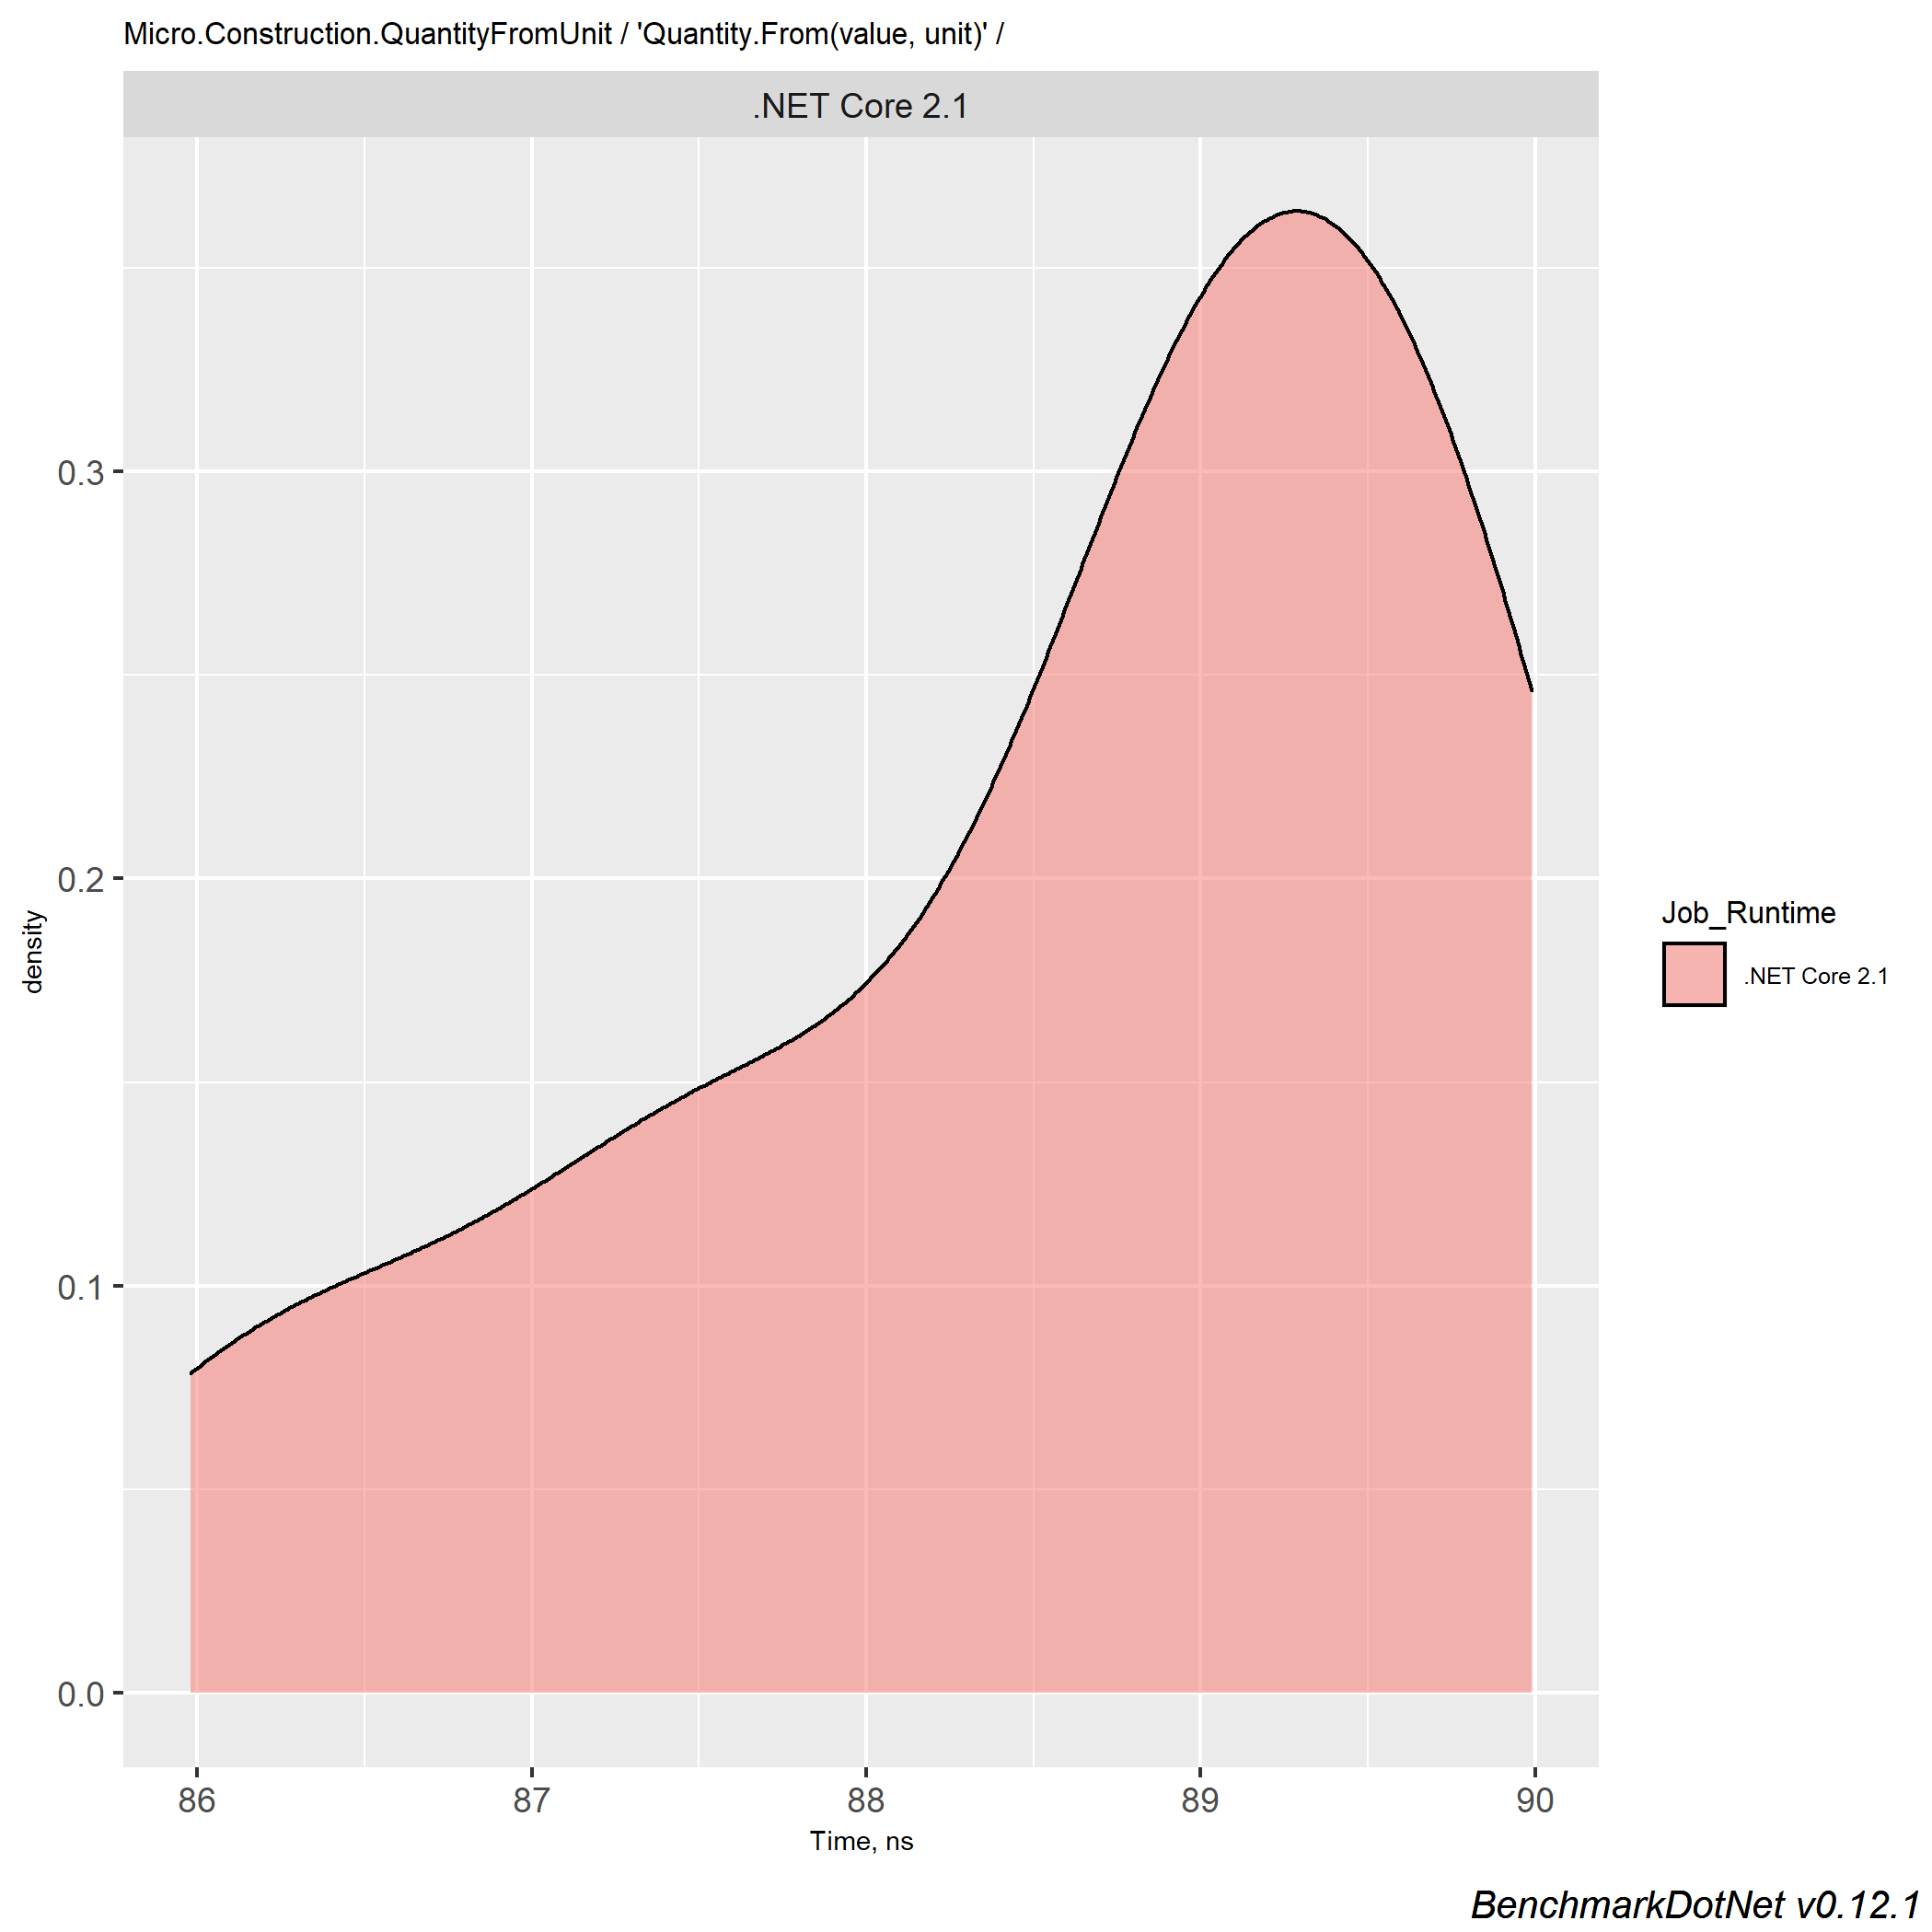 Micro.Construction.QuantityFromUnit / 'Quantity.From(value, unit)' /
.NET Core 2.1
0.3
0.2
0.1
0.0
density
86 87 88 89 90
Time, ns
Job_Runtime
.NET Core 2.1
BenchmarkDotNet v0.12.1